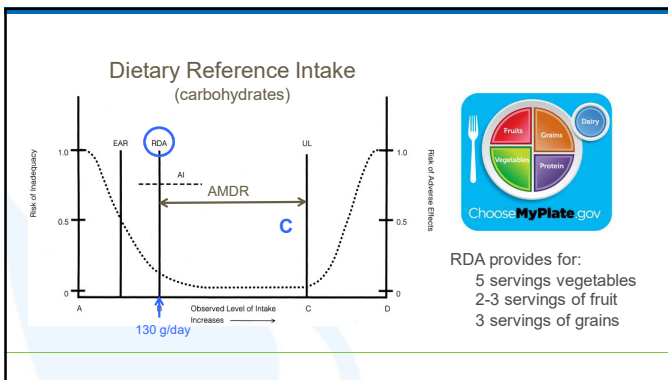 Dietary Reference Intake
(carbohydrates)
EAR
RDA
UL
1.0
1.0
AI
AMDR
Risk of Inadequacy
Risk of Adverse Effects
0.5
0.5
C
0
0
A
B
Observed Level of Intake
C
D
Increases
130 g/day
Fruits
Grains
Dairy
Vegetables
Protein
ChooseMyPlate.gov
RDA provides for:
5 servings vegetables
2-3 servings of fruit
3 servings of grains